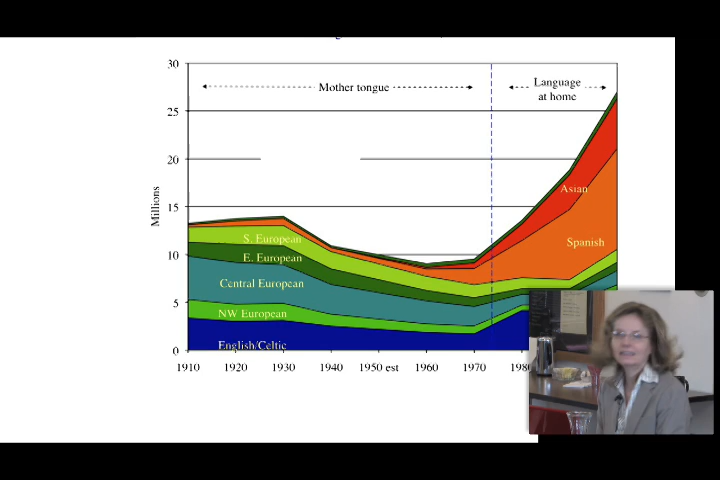 30
Mother tongue
Language
at home
25
20
15
10
5
0
Millions
Asian
Spanish
S. European
E. European
Central European
NW European
English/Celtic
1910 1920 1930 1940 1950 est 1960 1970 1980